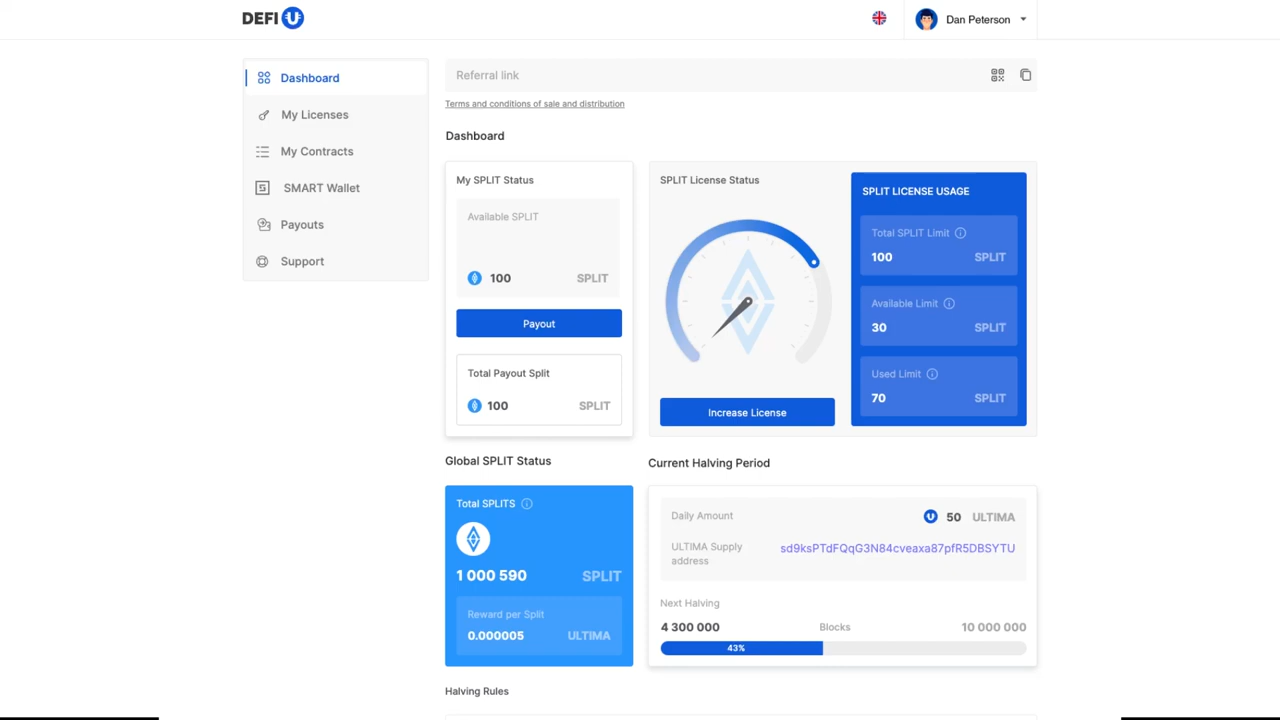 DEFI U
Dan Peterson
Dashboard
My Licenses
My Contracts
SMART Wallet
Payouts
Support
Referral link
Terms and conditions of sale and distribution
Dashboard
My SPLIT Status
Available SPLIT
100 SPLIT
Payout
Total Payout Split
100 SPLIT
SPLIT License Status
Increase License
SPLIT LICENSE USAGE
Total SPLIT Limit
100 SPLIT
Available Limit
30 SPLIT
Used Limit
70 SPLIT
Global SPLIT Status
Total SPLITS
1 000 590 SPLIT
Reward per Split
0.000005 ULTIMA
Current Halving Period
Daily Amount 50 ULTIMA
ULTIMA Supply
address
sd9ksPTdFQqG3N84cveaxa87pfR5DBSYTU
Next Halving
4 300 000 Blocks 10 000 000
43%
Halving Rules